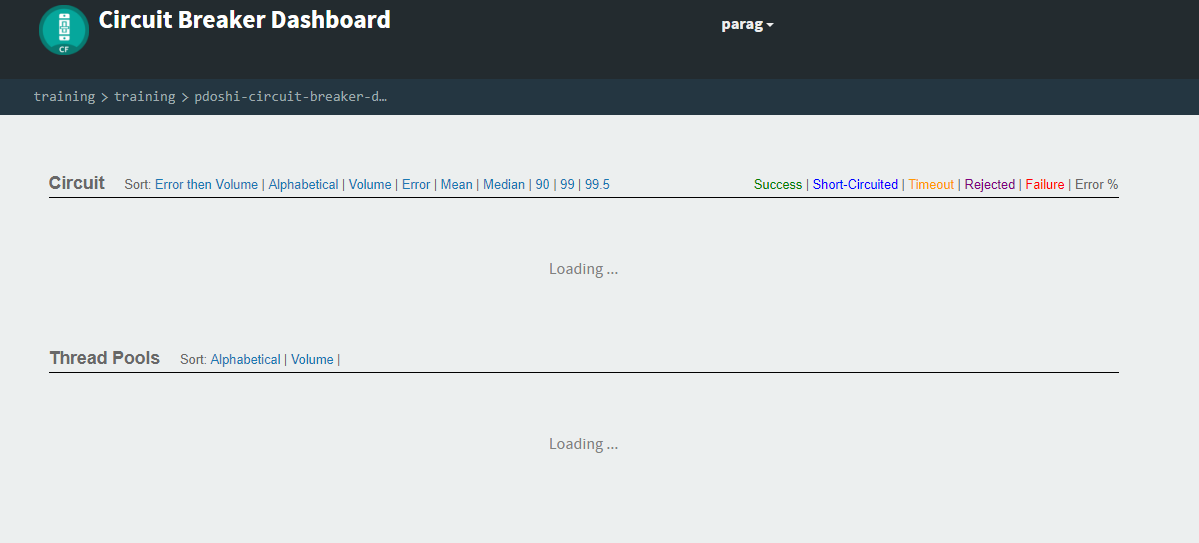 Circuit Breaker Dashboard
parag
CF
training > training > pdoshi-circuit-breaker-d…
Circuit Sort: Error then Volume | Alphabetical | Volume | Error | Mean | Median | 90 | 99 | 99.5 Success | Short-Circuited | Timeout | Rejected | Failure | Error %
Loading ...
Thread Pools Sort: Alphabetical | Volume |
Loading ...